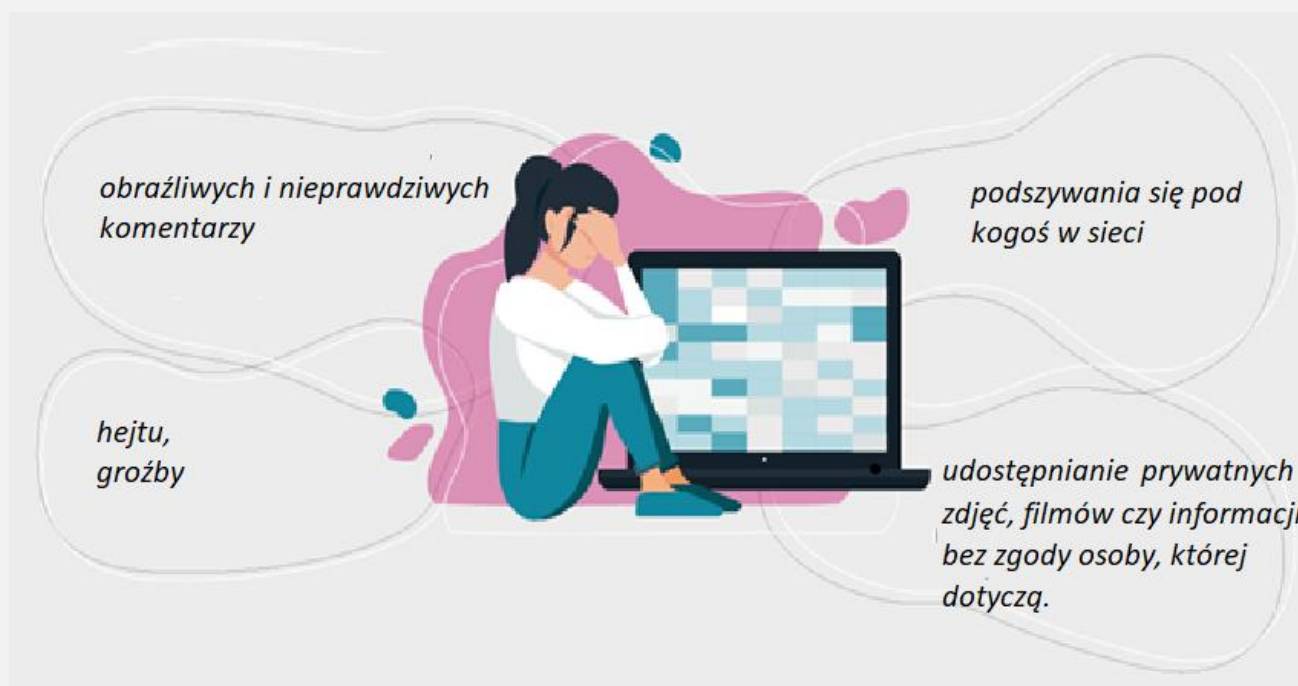 obraźliwych i nieprawdziwych
komentarzy
podszywania się pod
kogoś w sieci
hejtu,
groźby
udostępnianie prywatnych
zdjęć, filmów czy informacji
bez zgody osoby, której
dotyczą.